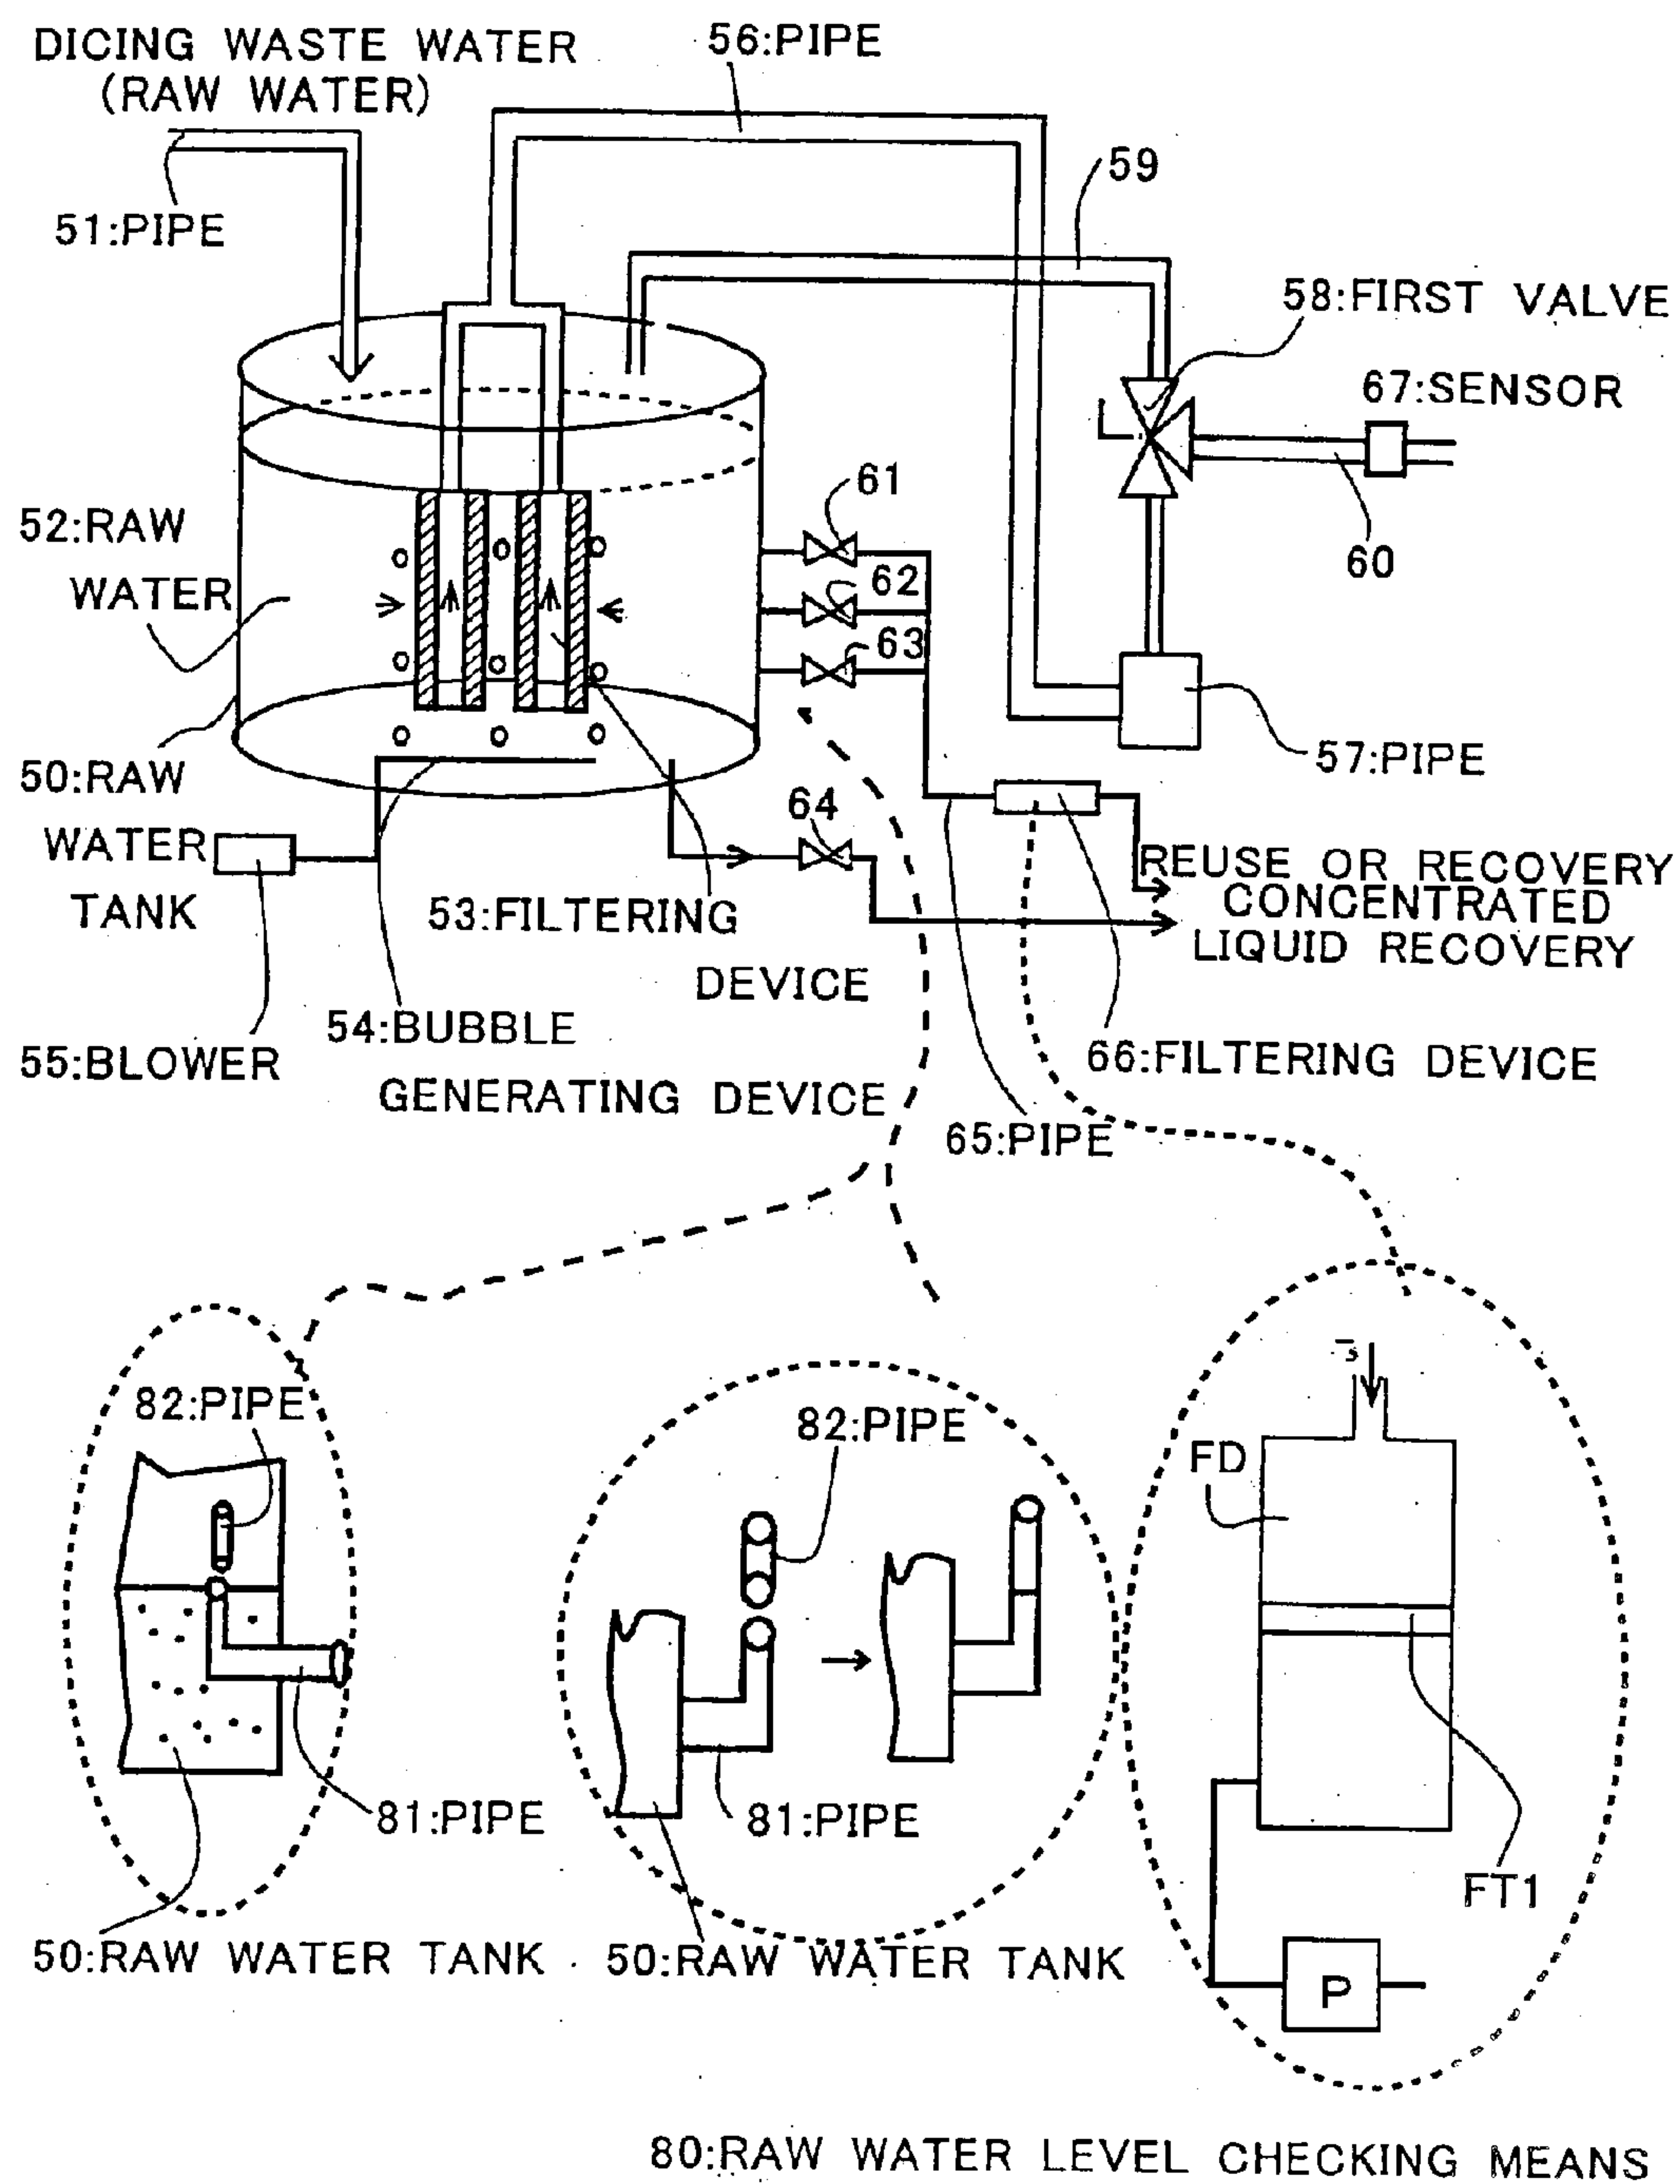 DICING WASTE WATER
(RAW WATER)
56:PIPE
59
51:PIPE
58:FIRST VALVE
67:SENSOR
61
52:RAW
WATER
62
60
63
50:RAW
WATER
TANK
57:PIPE
64
REUSE OR RECOVERY
CONCENTRATED
LIQUID RECOVERY
53:FILTERING
DEVICE
54:BUBBLE
GENERATING DEVICE
55:BLOWER
66:FILTERING DEVICE
65:PIPE
82:PIPE
82:PIPE
FD
81:PIPE
81:PIPE
FT1
50:RAW WATER TANK
50:RAW WATER TANK
P
80:RAW WATER LEVEL CHECKING MEANS